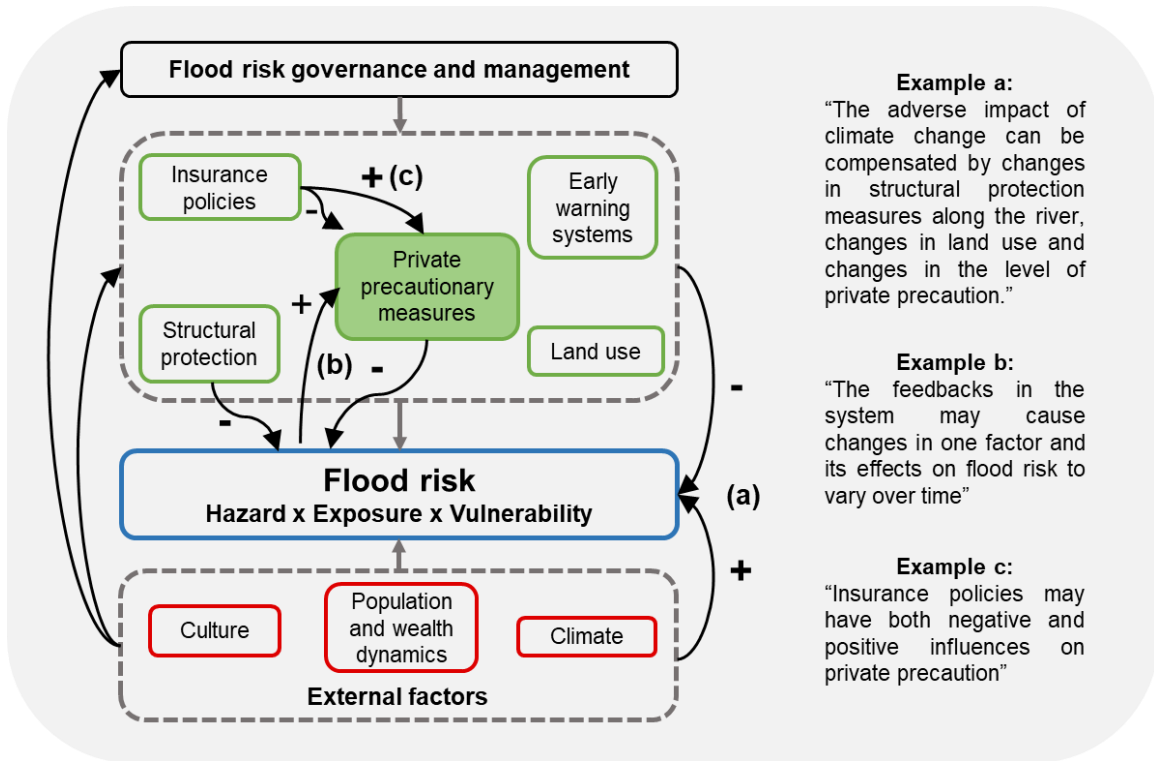 Flood risk governance and management
Insurance
policies
+ (c)
-
Early
warning
systems
Private
precautionary
measures
+
Structural
protection
(b)
-
Land use
-
-
Flood risk
Hazard x Exposure x Vulnerability
(a)
+
Culture
Population
and wealth
dynamics
Climate
External factors
Example a:
“The adverse impact of
climate change can be
compensated by changes
in structural protection
measures along the river,
changes in land use and
changes in the level of
private precaution.”
Example b:
“The feedbacks in the
system may cause
changes in one factor and
its effects on flood risk to
vary over time”
Example c:
“Insurance policies may
have both negative and
positive influences on
private precaution”